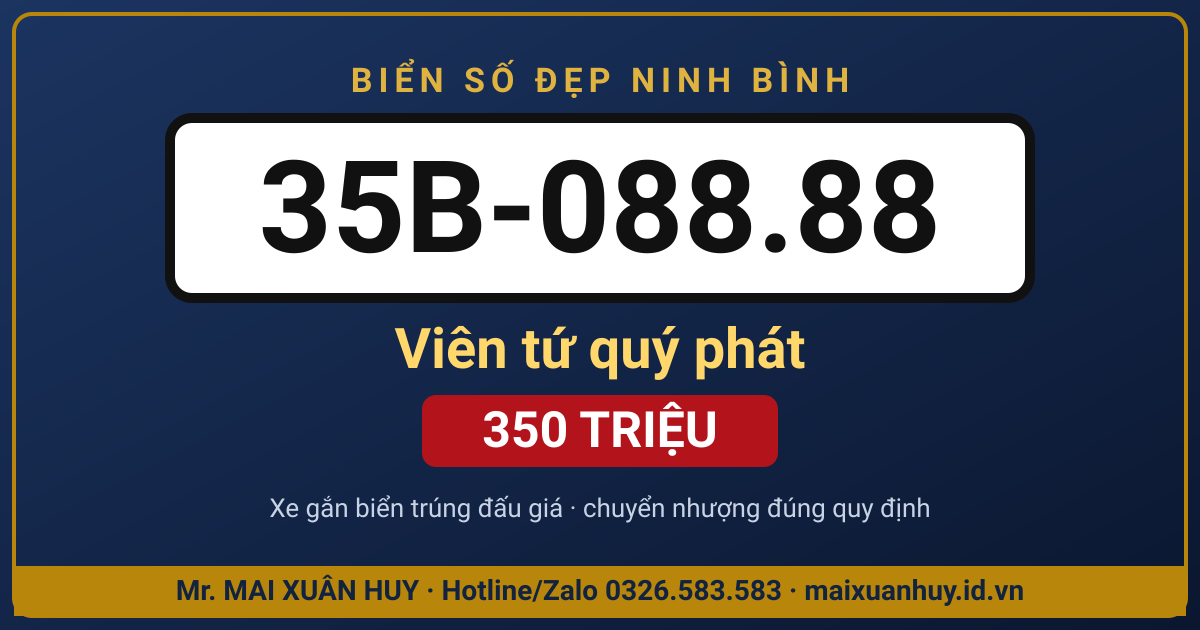 BIỂN SỐ ĐẸP NINH BÌNH
35B-088.88
Viên tứ quý phát
350 TRIỆU
Xe gắn biển trúng đấu giá · chuyển nhượng đúng quy định
Mr. MAI XUÂN HUY · Hotline/Zalo 0326.583.583 · maixuanhuy.id.vn